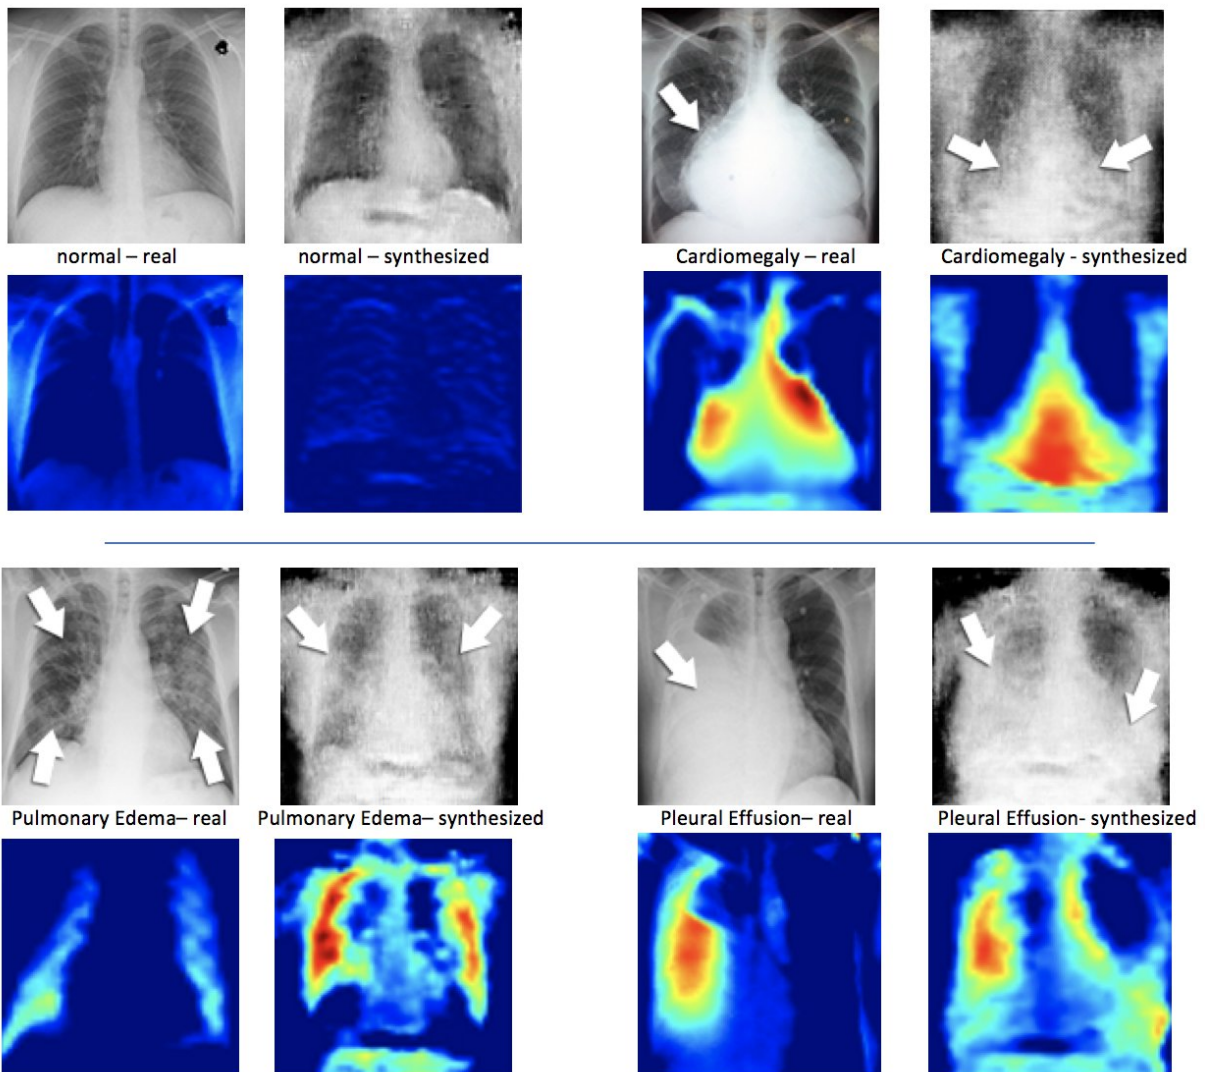 normal – real
normal – synthesized
Cardiomegaly – real
Cardiomegaly - synthesized
Pulmonary Edema– real
Pulmonary Edema– synthesized
Pleural Effusion– real
Pleural Effusion- synthesized